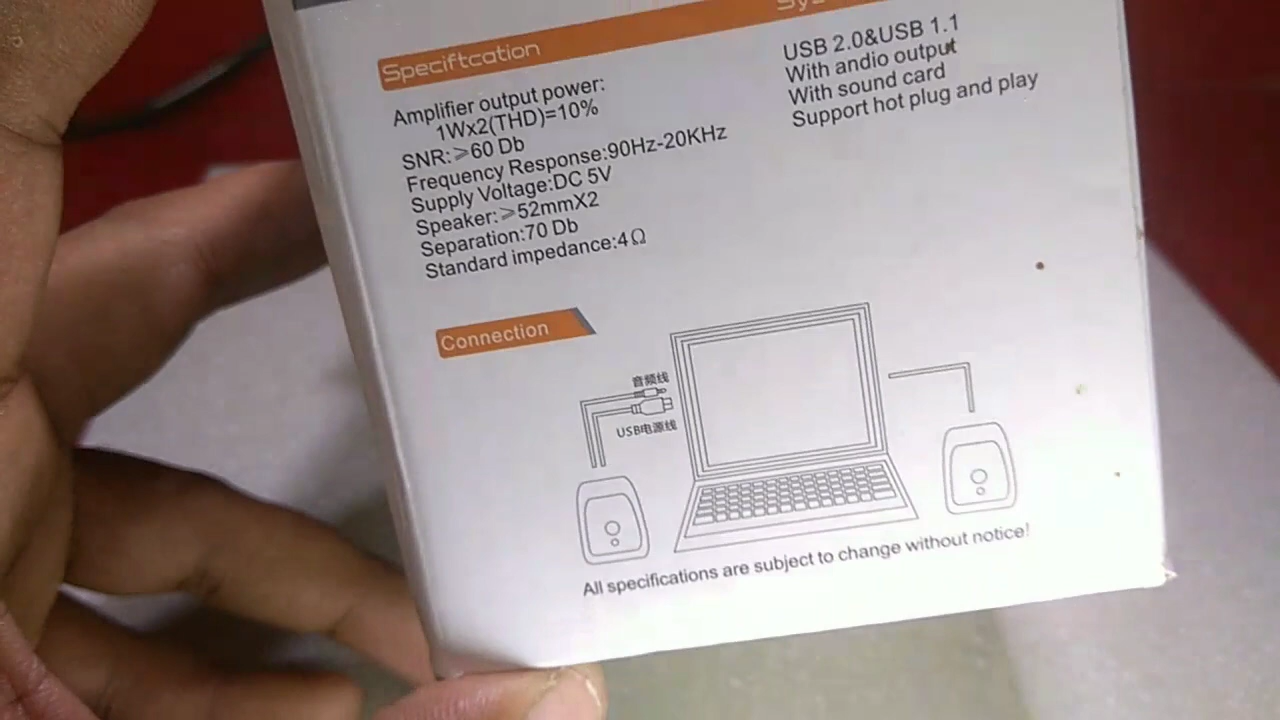 Speciftcation
Amplifier output power:
1Wx2(THD)=10%
SNR:≥60 Db
Frequency Response:90Hz-20KHz
Supply Voltage:DC 5V
Speaker:≥52mmX2
Separation:70 Db
Standard impedance:4Ω
USB 2.0&USB 1.1
With andio output
With sound card
Support hot plug and play
Connection
音频线
USB电源线
All specifications are subject to change without notice!